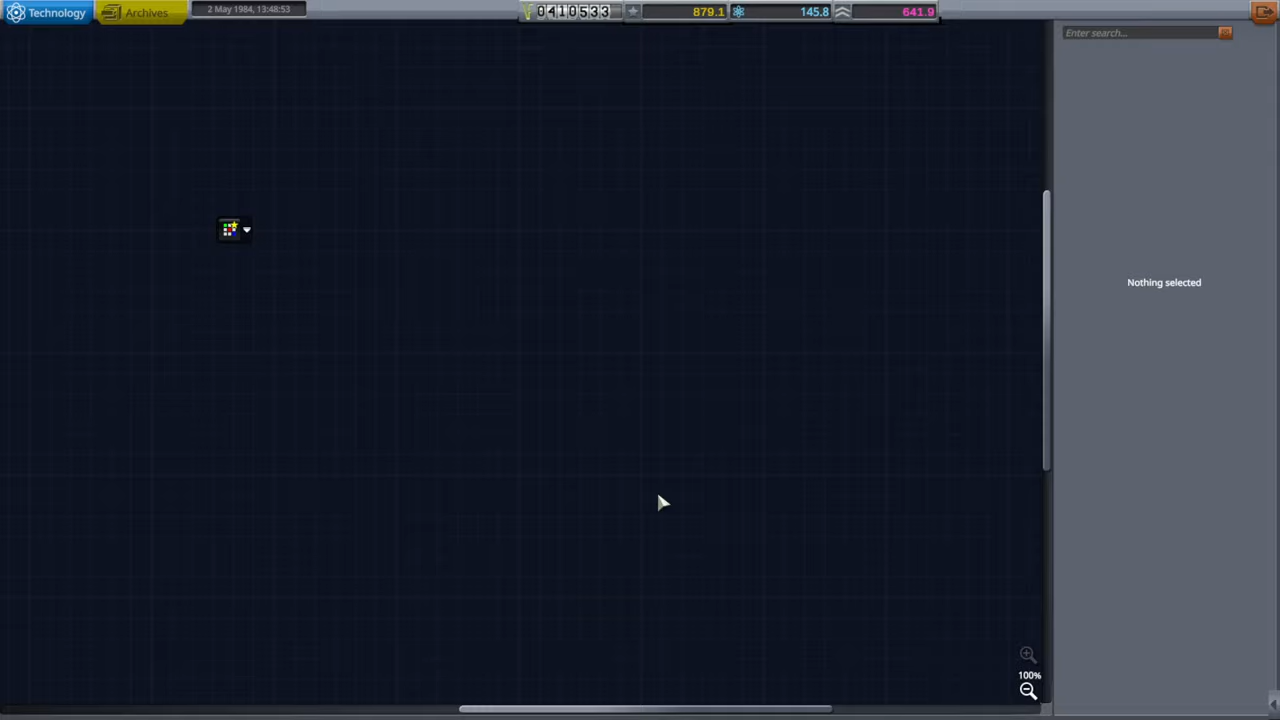 Technology
Archives
2 May 1984, 13:48:53
0410533
879.1
145.8
641.9
Enter search...
Nothing selected
100%